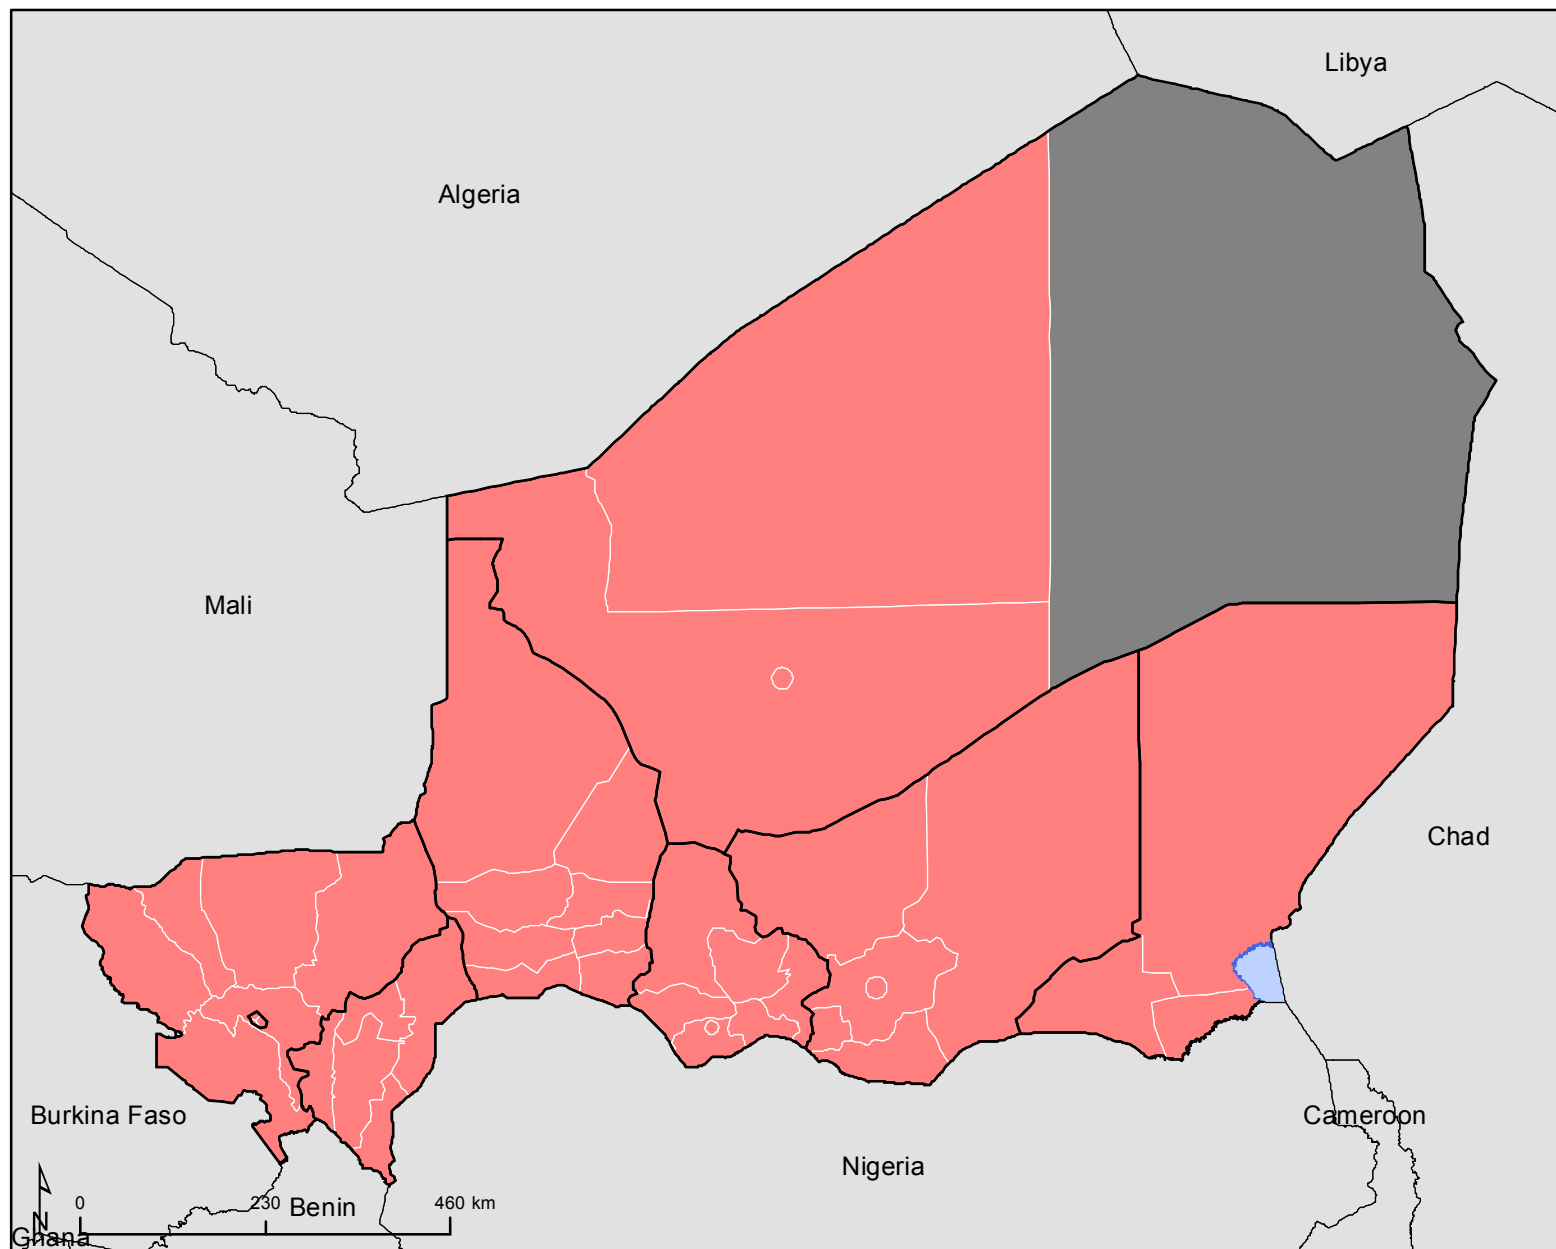 Libya
Algeria
Mali
Chad
Burkina Faso
Cameroon
Nigeria
0 230 460 km
Benin
N
Ghana